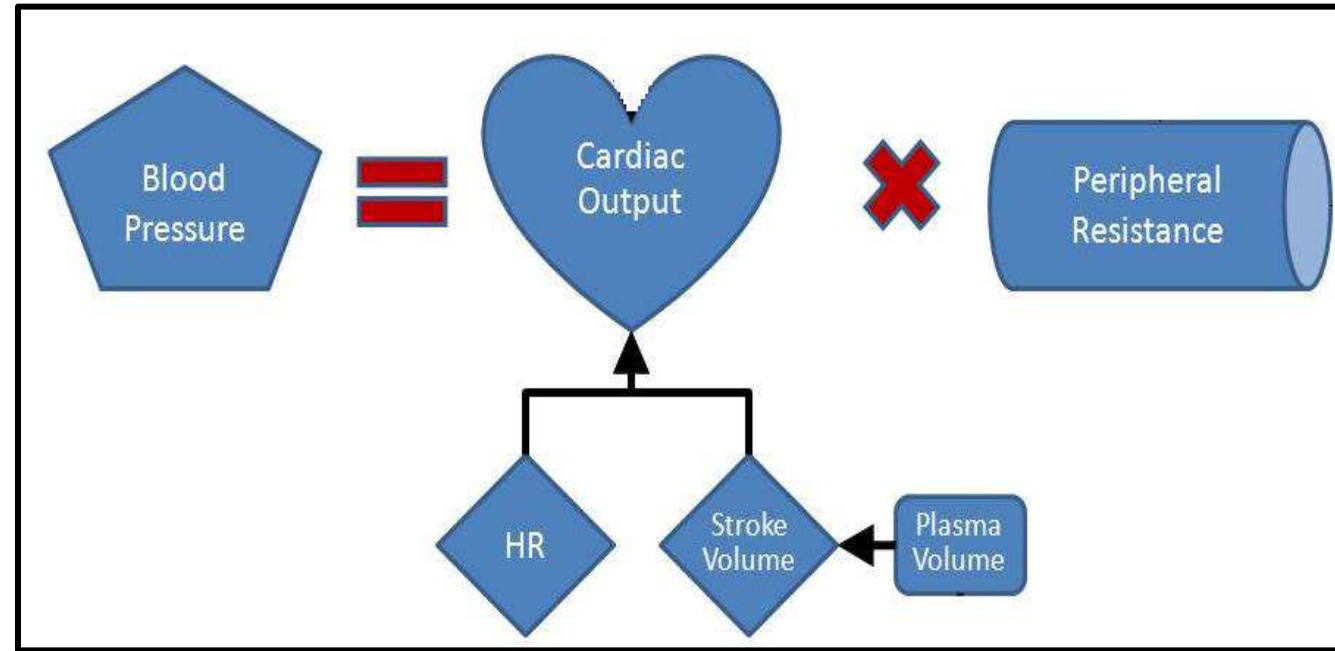 Blood
Pressure
Cardiac
Output
Peripheral
Resistance
HR
Stroke
Volume
Plasma
Volume